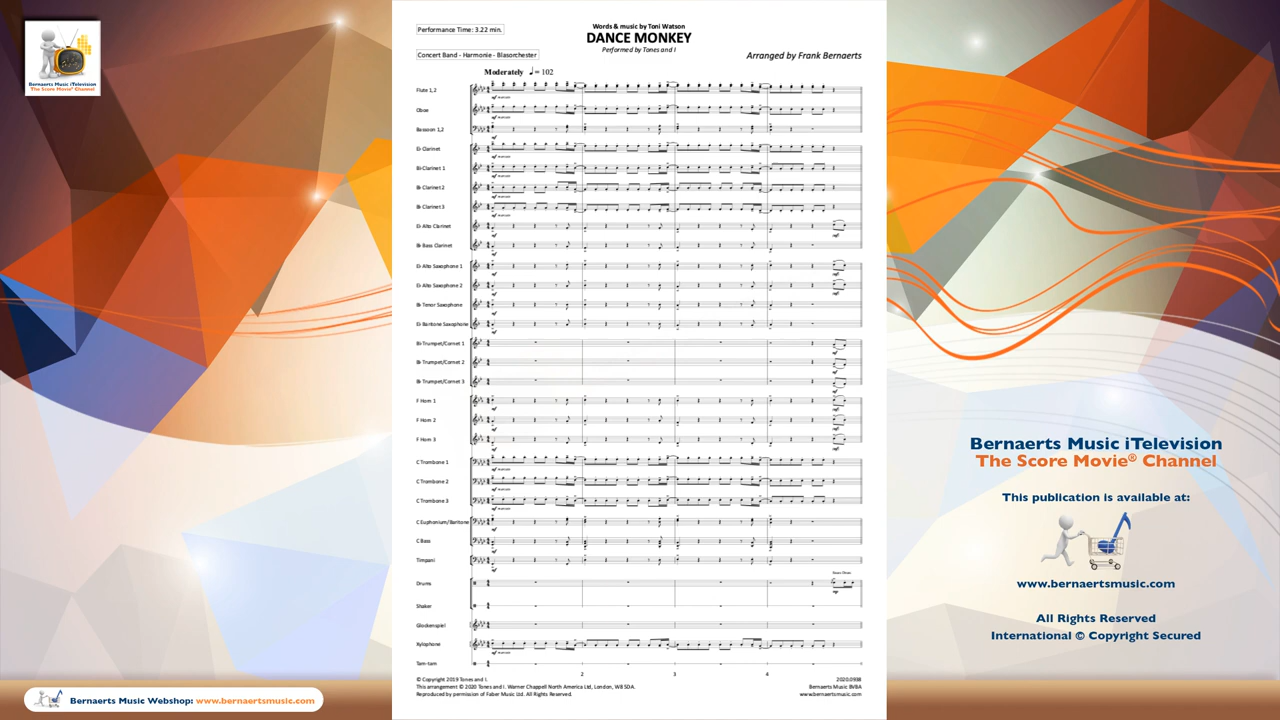 Bernaerts Music iTelevision
The Score Movie® Channel
Performance Time: 3.22 min.
Words & music by Toni Watson
DANCE MONKEY
Performed by Tones and I
Concert Band - Harmonie - Blasorchester
Arranged by Frank Bernaerts
Moderately ♩ = 102
Flute 1,2
Oboe
Bassoon 1,2
E♭ Clarinet
B♭ Clarinet 1
B♭ Clarinet 2
B♭ Clarinet 3
E♭ Alto Clarinet
B♭ Bass Clarinet
E♭ Alto Saxophone 1
E♭ Alto Saxophone 2
B♭ Tenor Saxophone
E♭ Baritone Saxophone
B♭ Trumpet/Cornet 1
B♭ Trumpet/Cornet 2
B♭ Trumpet/Cornet 3
F Horn 1
F Horn 2
F Horn 3
C Trombone 1
C Trombone 2
C Trombone 3
C Euphonium/Baritone
C Bass
Timpani
Drums
Shaker
Glockenspiel
Xylophone
Tam-tam
2 3 4
© Copyright 2019 Tones and I.
This arrangement © 2020 Tones and I. Warner Chappell North America Ltd, London, W8 5DA.
Reproduced by permission of Faber Music Ltd. All Rights Reserved.
2020.0938
Bernaerts Music BVBA
www.bernaertsmusic.com
Bernaerts Music iTelevision
The Score Movie® Channel
This publication is available at:
www.bernaertsmusic.com
All Rights Reserved
International © Copyright Secured
Bernaerts Music Webshop: www.bernaertsmusic.com